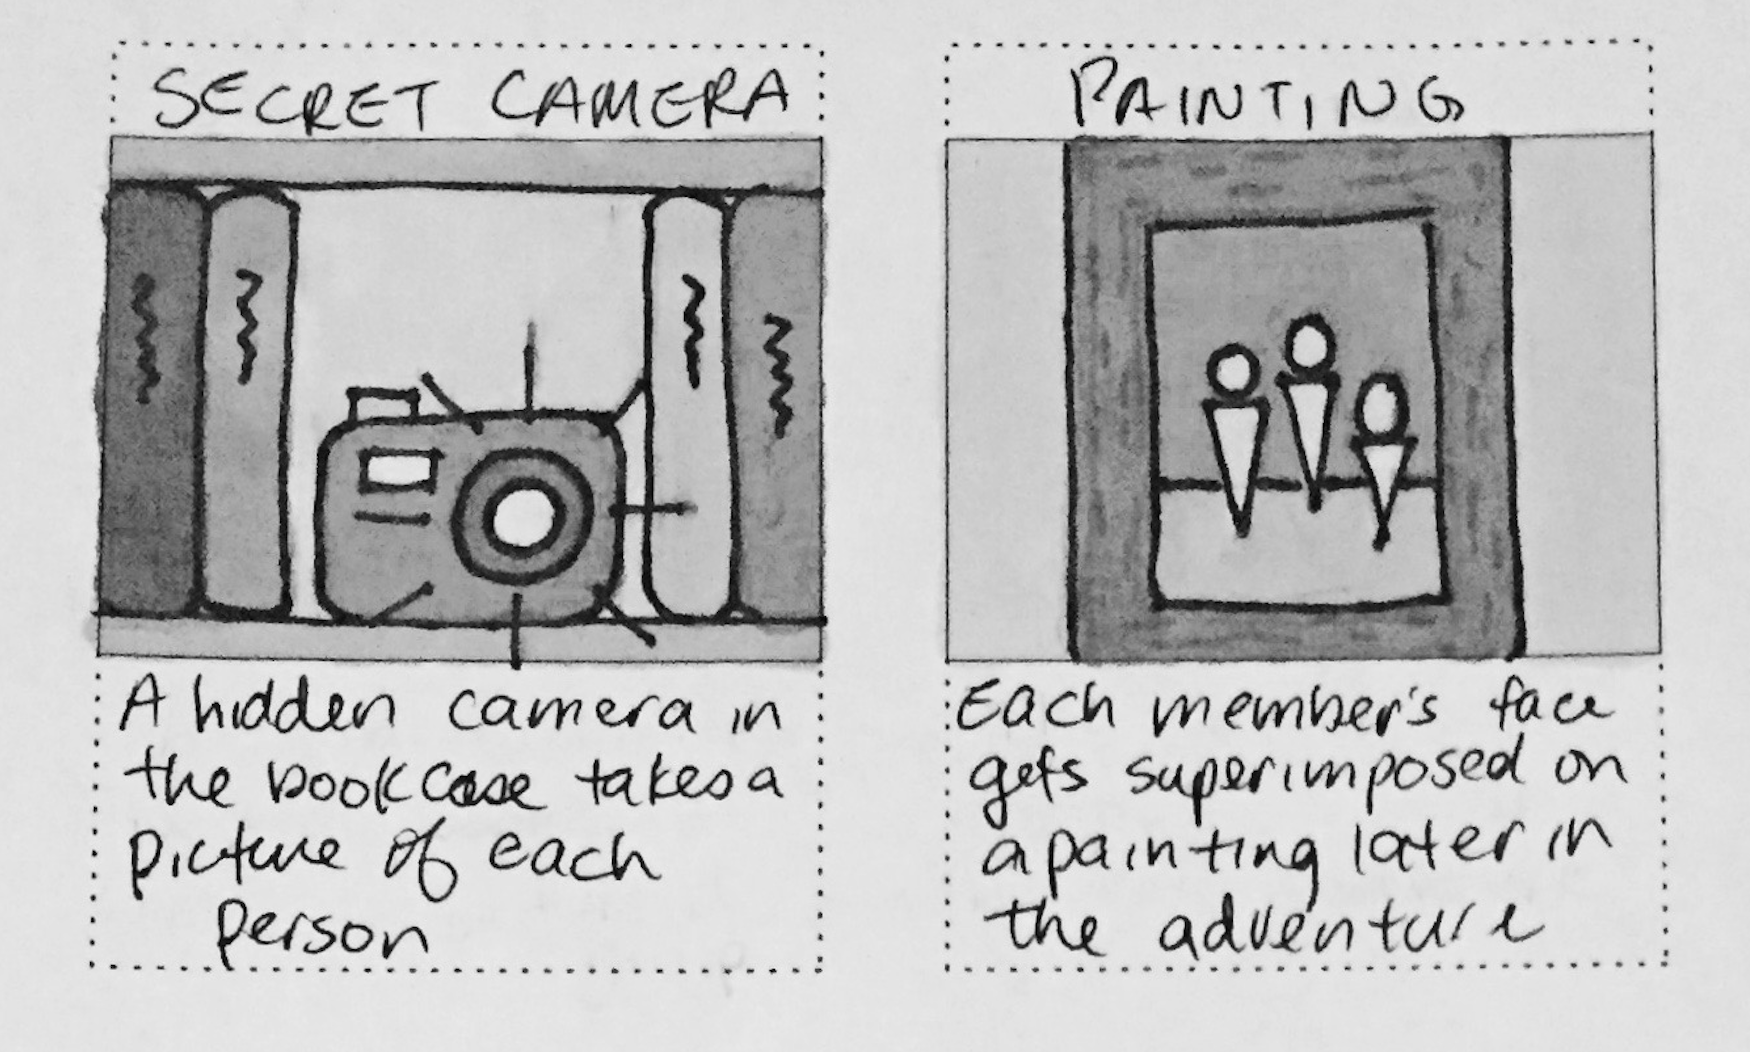 SECRET CAMERA
A hidden camera in
the bookcase takes a
picture of each
person
PAINTING
Each member's face
gets superimposed on
a painting later in
the adventure